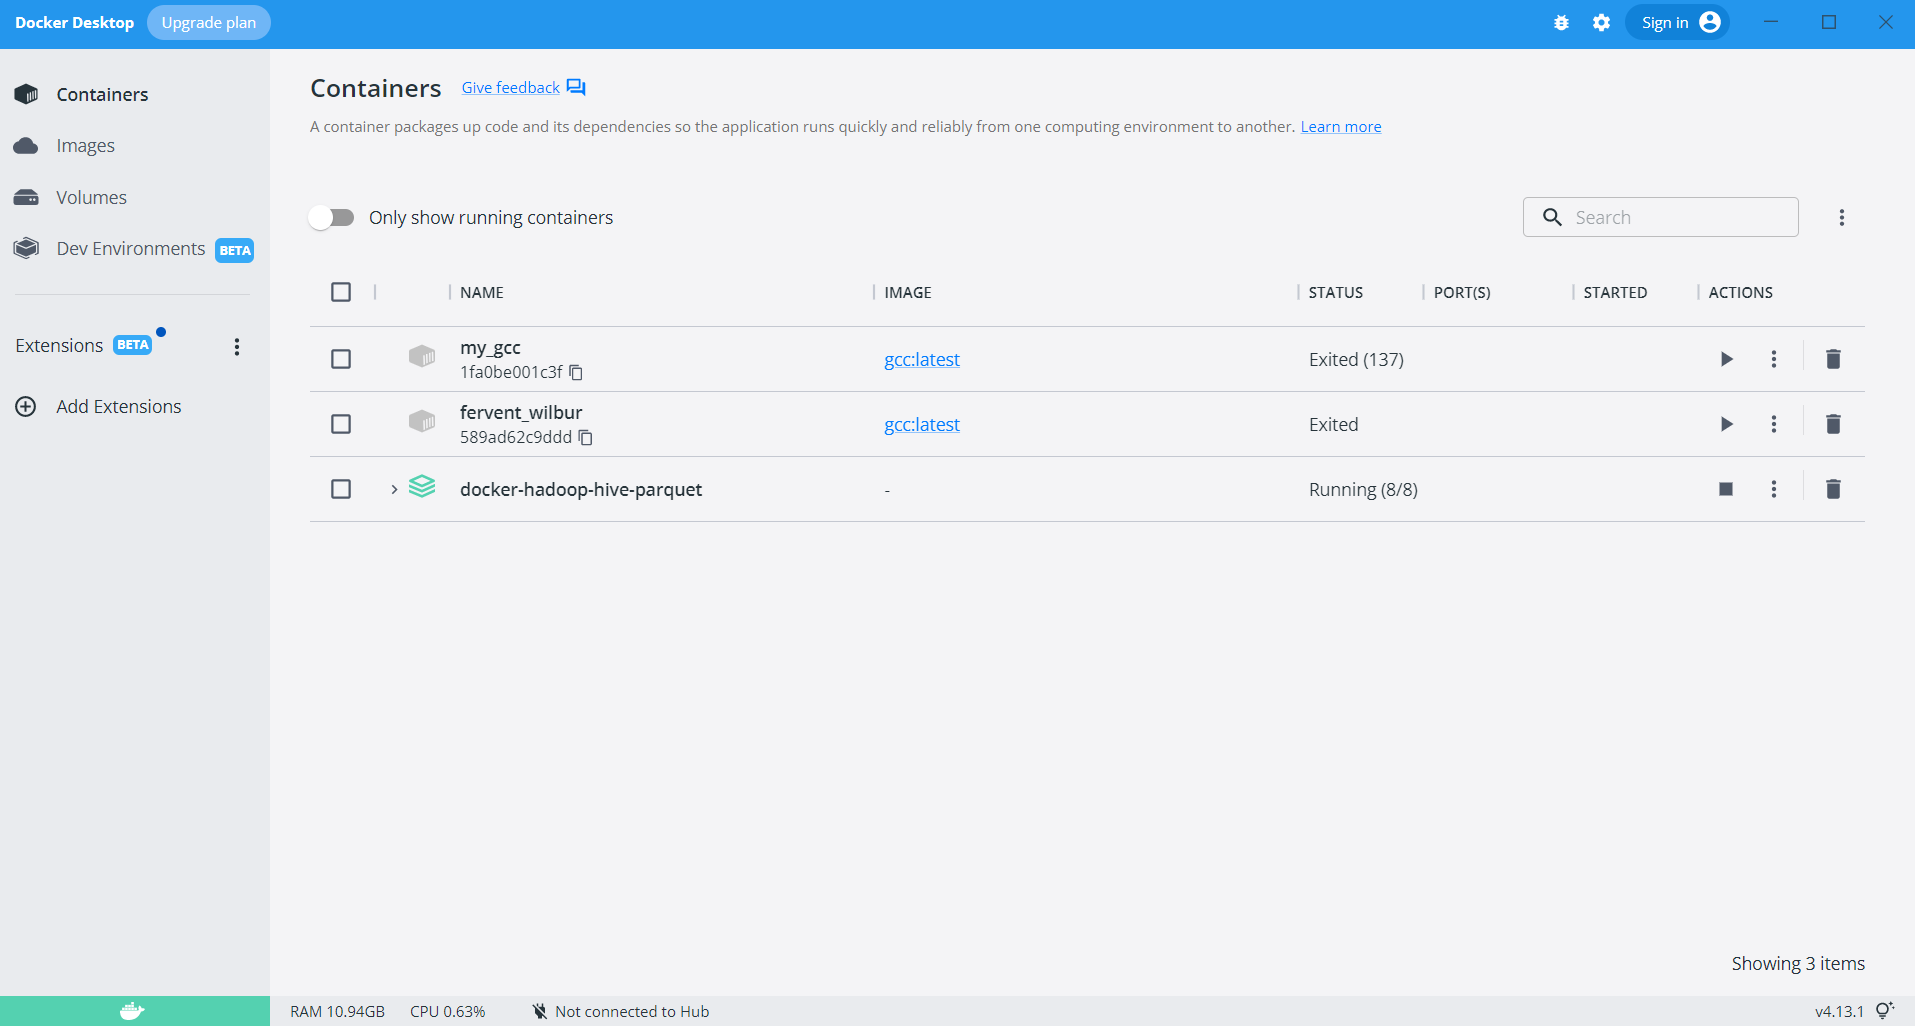 Docker Desktop Upgrade plan Sign in
Containers
Images
Volumes
Dev Environments BETA
Extensions BETA
Add Extensions
Containers Give feedback
A container packages up code and its dependencies so the application runs quickly and reliably from one computing environment to another. Learn more
Only show running containers Search
NAME IMAGE STATUS PORT(S) STARTED ACTIONS
my_gcc
1fa0be001c3f
gcc:latest Exited (137)
fervent_wilbur
589ad62c9ddd
gcc:latest Exited
docker-hadoop-hive-parquet - Running (8/8)
Showing 3 items
RAM 10.94GB CPU 0.63% Not connected to Hub v4.13.1